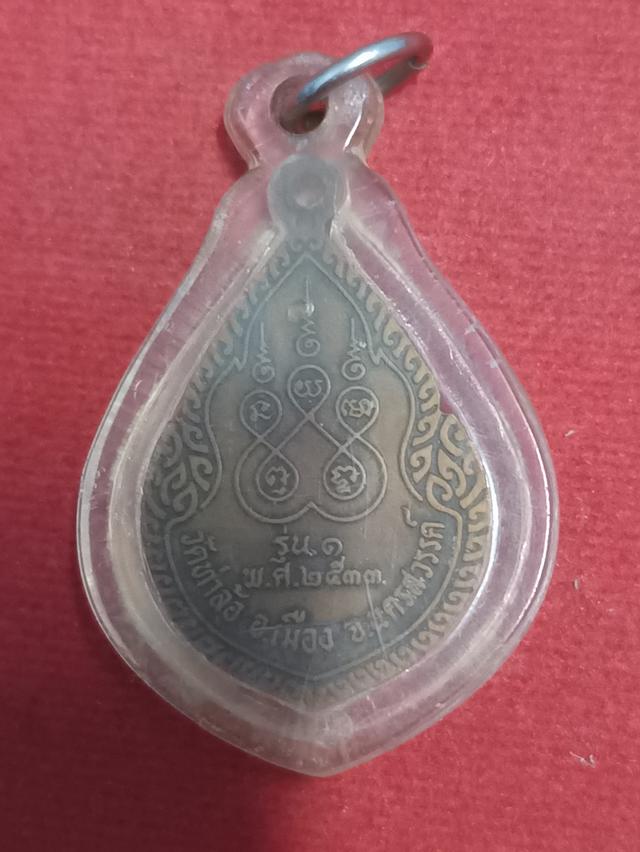 รุ่น ๑
พ.ศ.๒๕๓๓
วัดท่าล้อ อ.เมือง จ.นครสวรรค์